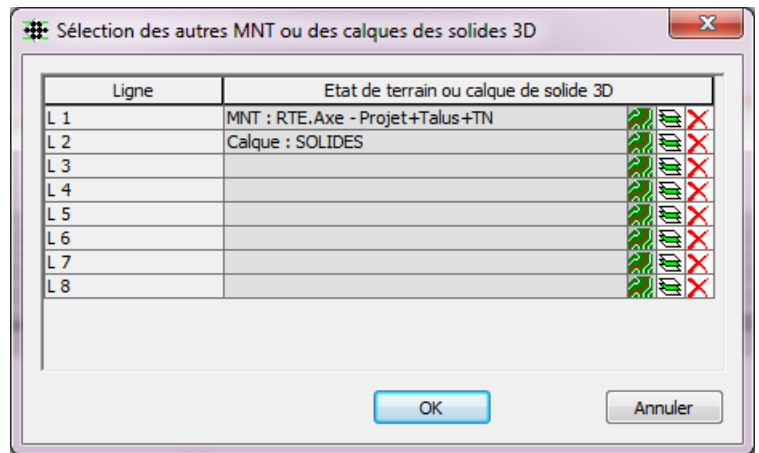 Sélection des autres MNT ou des calques des solides 3D
Ligne Etat de terrain ou calque de solide 3D
L 1 MNT : RTE.Axe - Projet+Talus+TN
L 2 Calque : SOLIDES
L 3
L 4
L 5
L 6
L 7
L 8
OK Annuler